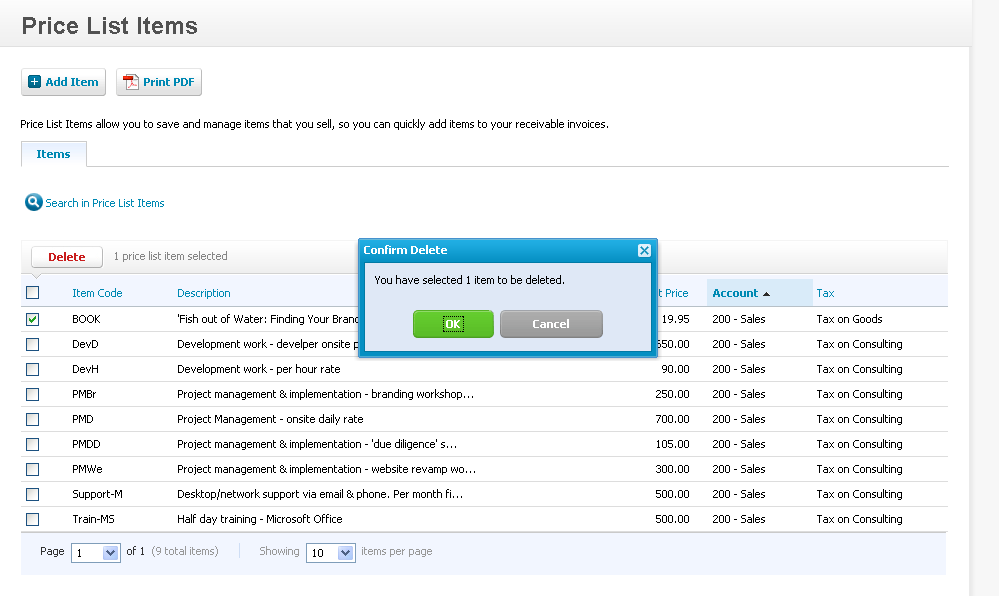 Price List Items
Add Item Print PDF
Price List Items allow you to save and manage items that you sell, so you can quickly add items to your receivable invoices.
Items
Search in Price List Items
Delete 1 price list item selected
Confirm Delete
You have selected 1 item to be deleted.
OK Cancel
Item Code Description t Price Account Tax
BOOK 'Fish out of Water: Finding Your Branc 19.95 200 - Sales Tax on Goods
DevD Development work - develper onsite p 650.00 200 - Sales Tax on Consulting
DevH Development work - per hour rate 90.00 200 - Sales Tax on Consulting
PMBr Project management & implementation - branding workshop... 250.00 200 - Sales Tax on Consulting
PMD Project Management - onsite daily rate 700.00 200 - Sales Tax on Consulting
PMDD Project management & implementation - 'due diligence' s... 105.00 200 - Sales Tax on Consulting
PMWe Project management & implementation - website revamp wo... 300.00 200 - Sales Tax on Consulting
Support-M Desktop/network support via email & phone. Per month fi... 500.00 200 - Sales Tax on Consulting
Train-MS Half day training - Microsoft Office 500.00 200 - Sales Tax on Consulting
Page 1 of 1 (9 total items) Showing 10 items per page